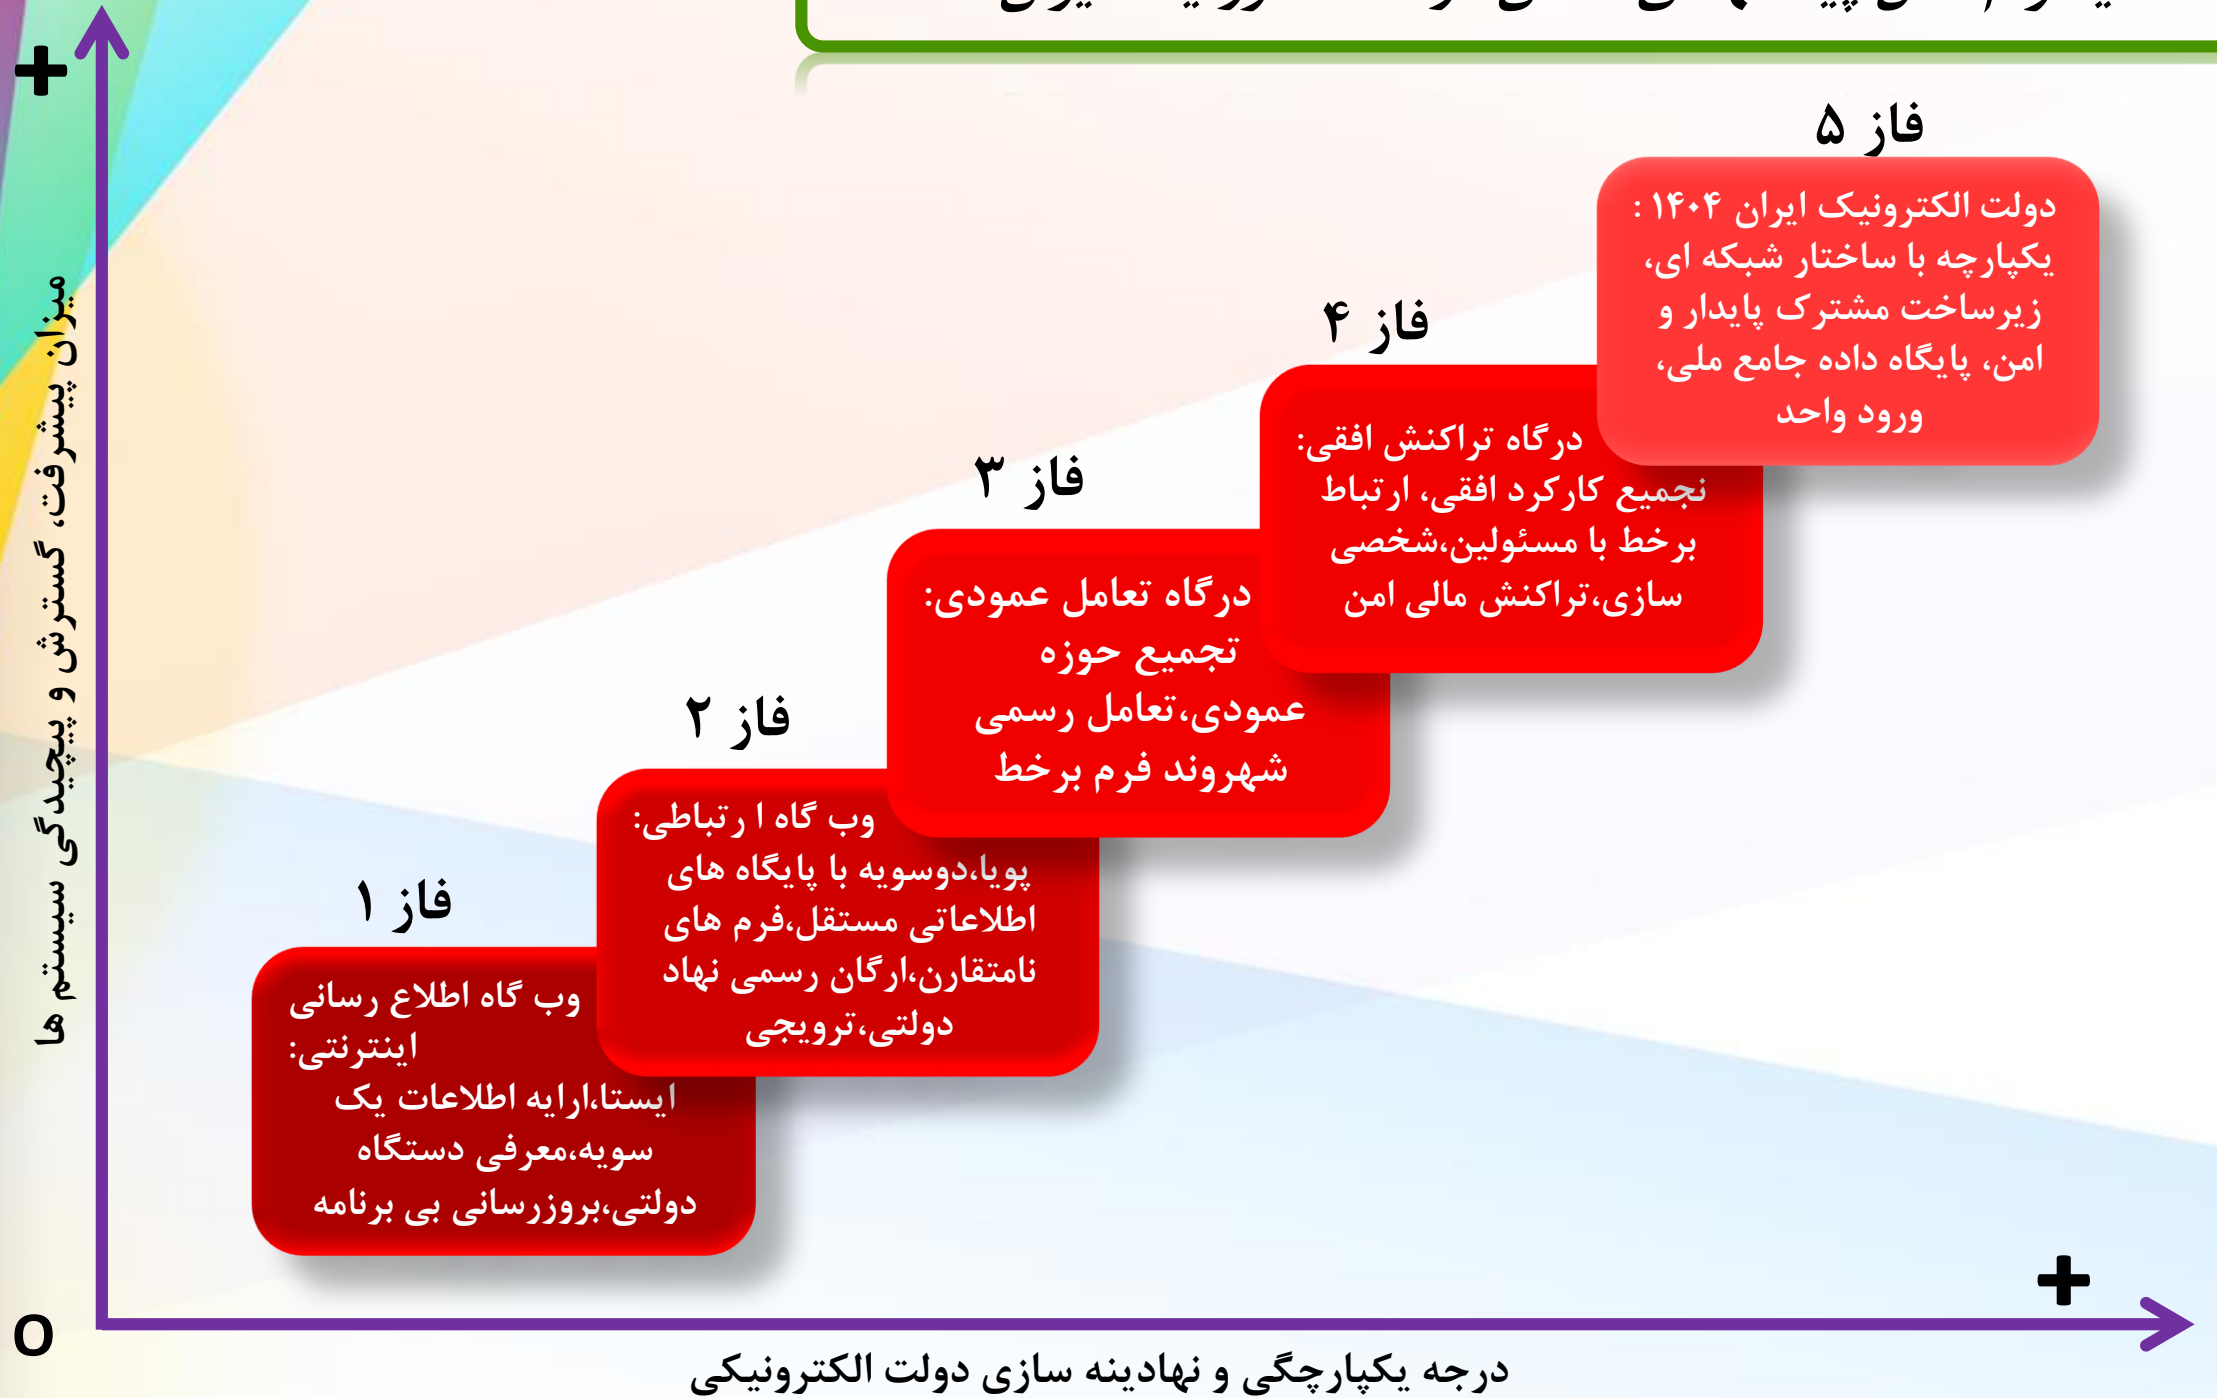 فاز ۵
دولت الکترونیک ایران ۱۴۰۴ :
یکپارچه با ساختار شبکه ای،
زیرساخت مشترک پایدار و
امن، پایگاه داده جامع ملی،
ورود واحد
فاز ۴
درگاه تراکنش افقی:
نجمیع کارکرد افقی، ارتباط
برخط با مسئولین،شخصی
سازی،تراکنش مالی امن
فاز ۳
درگاه تعامل عمودی:
تجمیع حوزه
عمودی،تعامل رسمی
شهروند فرم برخط
فاز ۲
وب گاه ا رتباطی:
پویا،دوسویه با پایگاه های
اطلاعاتی مستقل،فرم های
نامتقارن،ارگان رسمی نهاد
دولتی،ترویجی
فاز ۱
وب گاه اطلاع رسانی
اینترنتی:
ایستا،ارایه اطلاعات یک
سویه،معرفی دستگاه
دولتی،بروزرسانی بی برنامه
میزان پیشرفت، گسترش و پیچیدگی سیستم ها
+
+
O
درجه یکپارچگی و نهادینه سازی دولت الکترونیکی